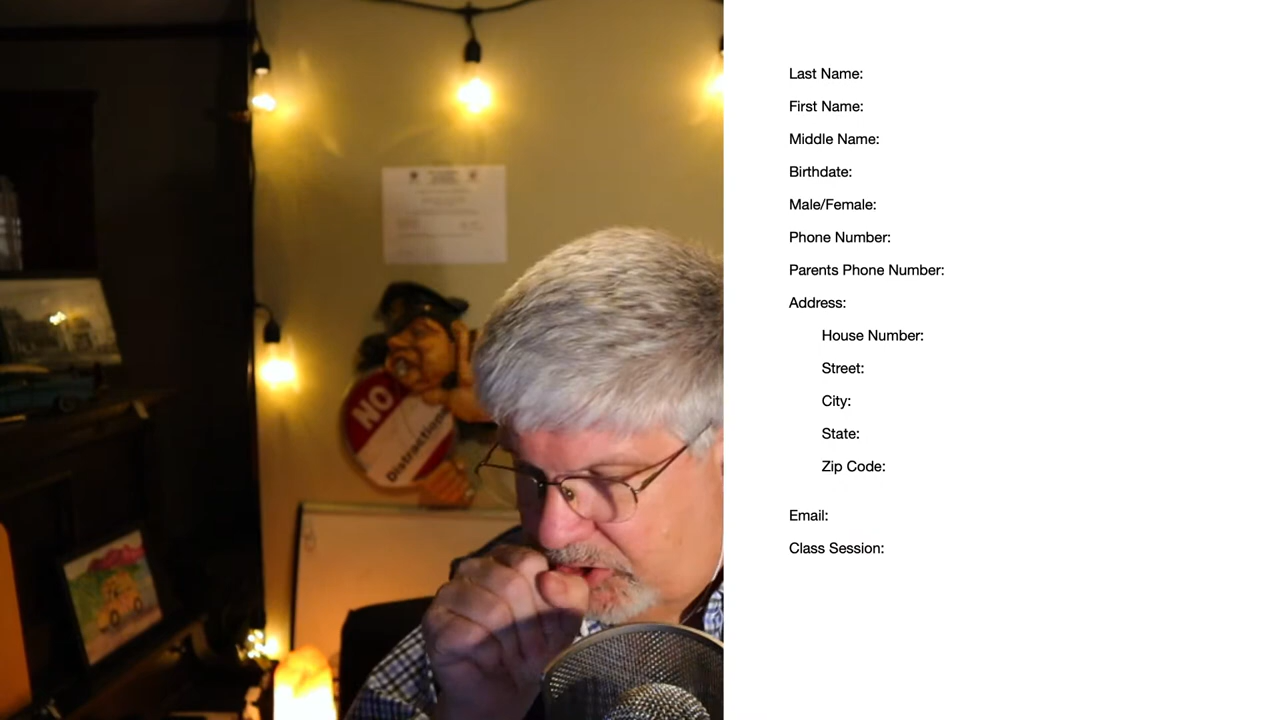 NO
Distractions
Last Name:
First Name:
Middle Name:
Birthdate:
Male/Female:
Phone Number:
Parents Phone Number:
Address:
House Number:
Street:
City:
State:
Zip Code:
Email:
Class Session: